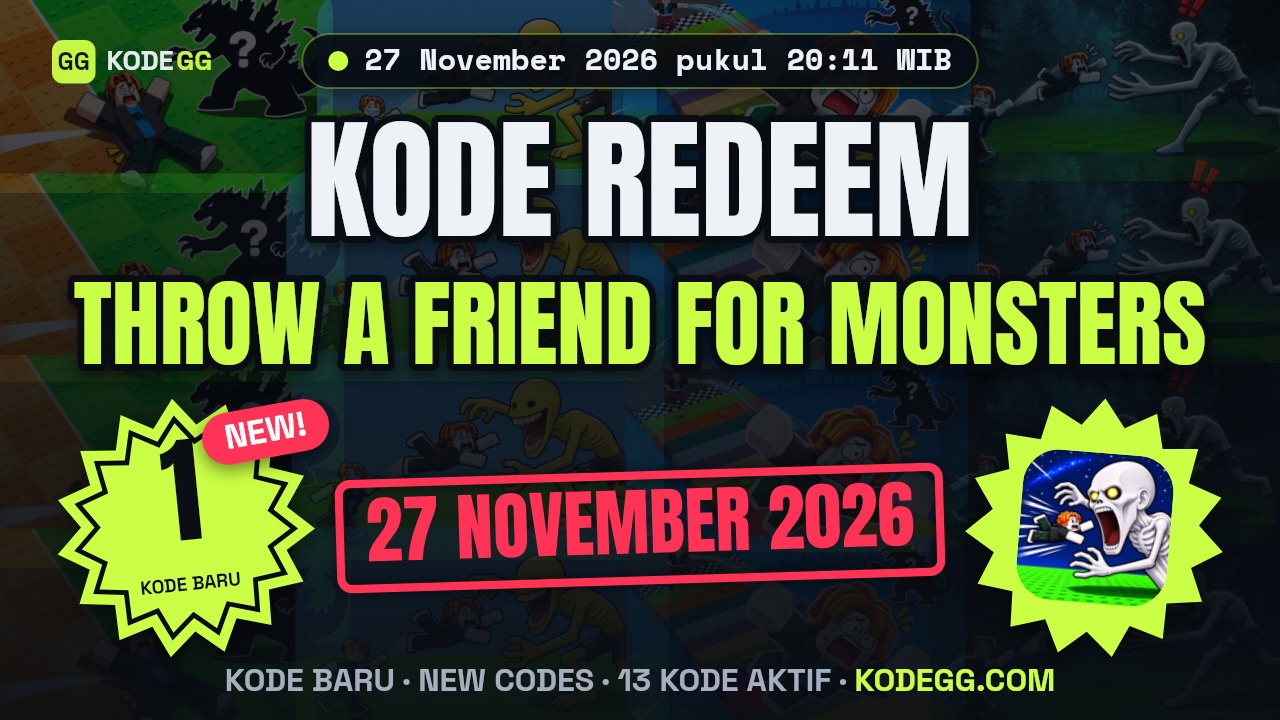 GG KODEGG
27 November 2026 pukul 20:11 WIB
KODE REDEEM
THROW A FRIEND FOR MONSTERS
NEW!
1
KODE BARU
27 NOVEMBER 2026
KODE BARU · NEW CODES · 13 KODE AKTIF · KODEGG.COM